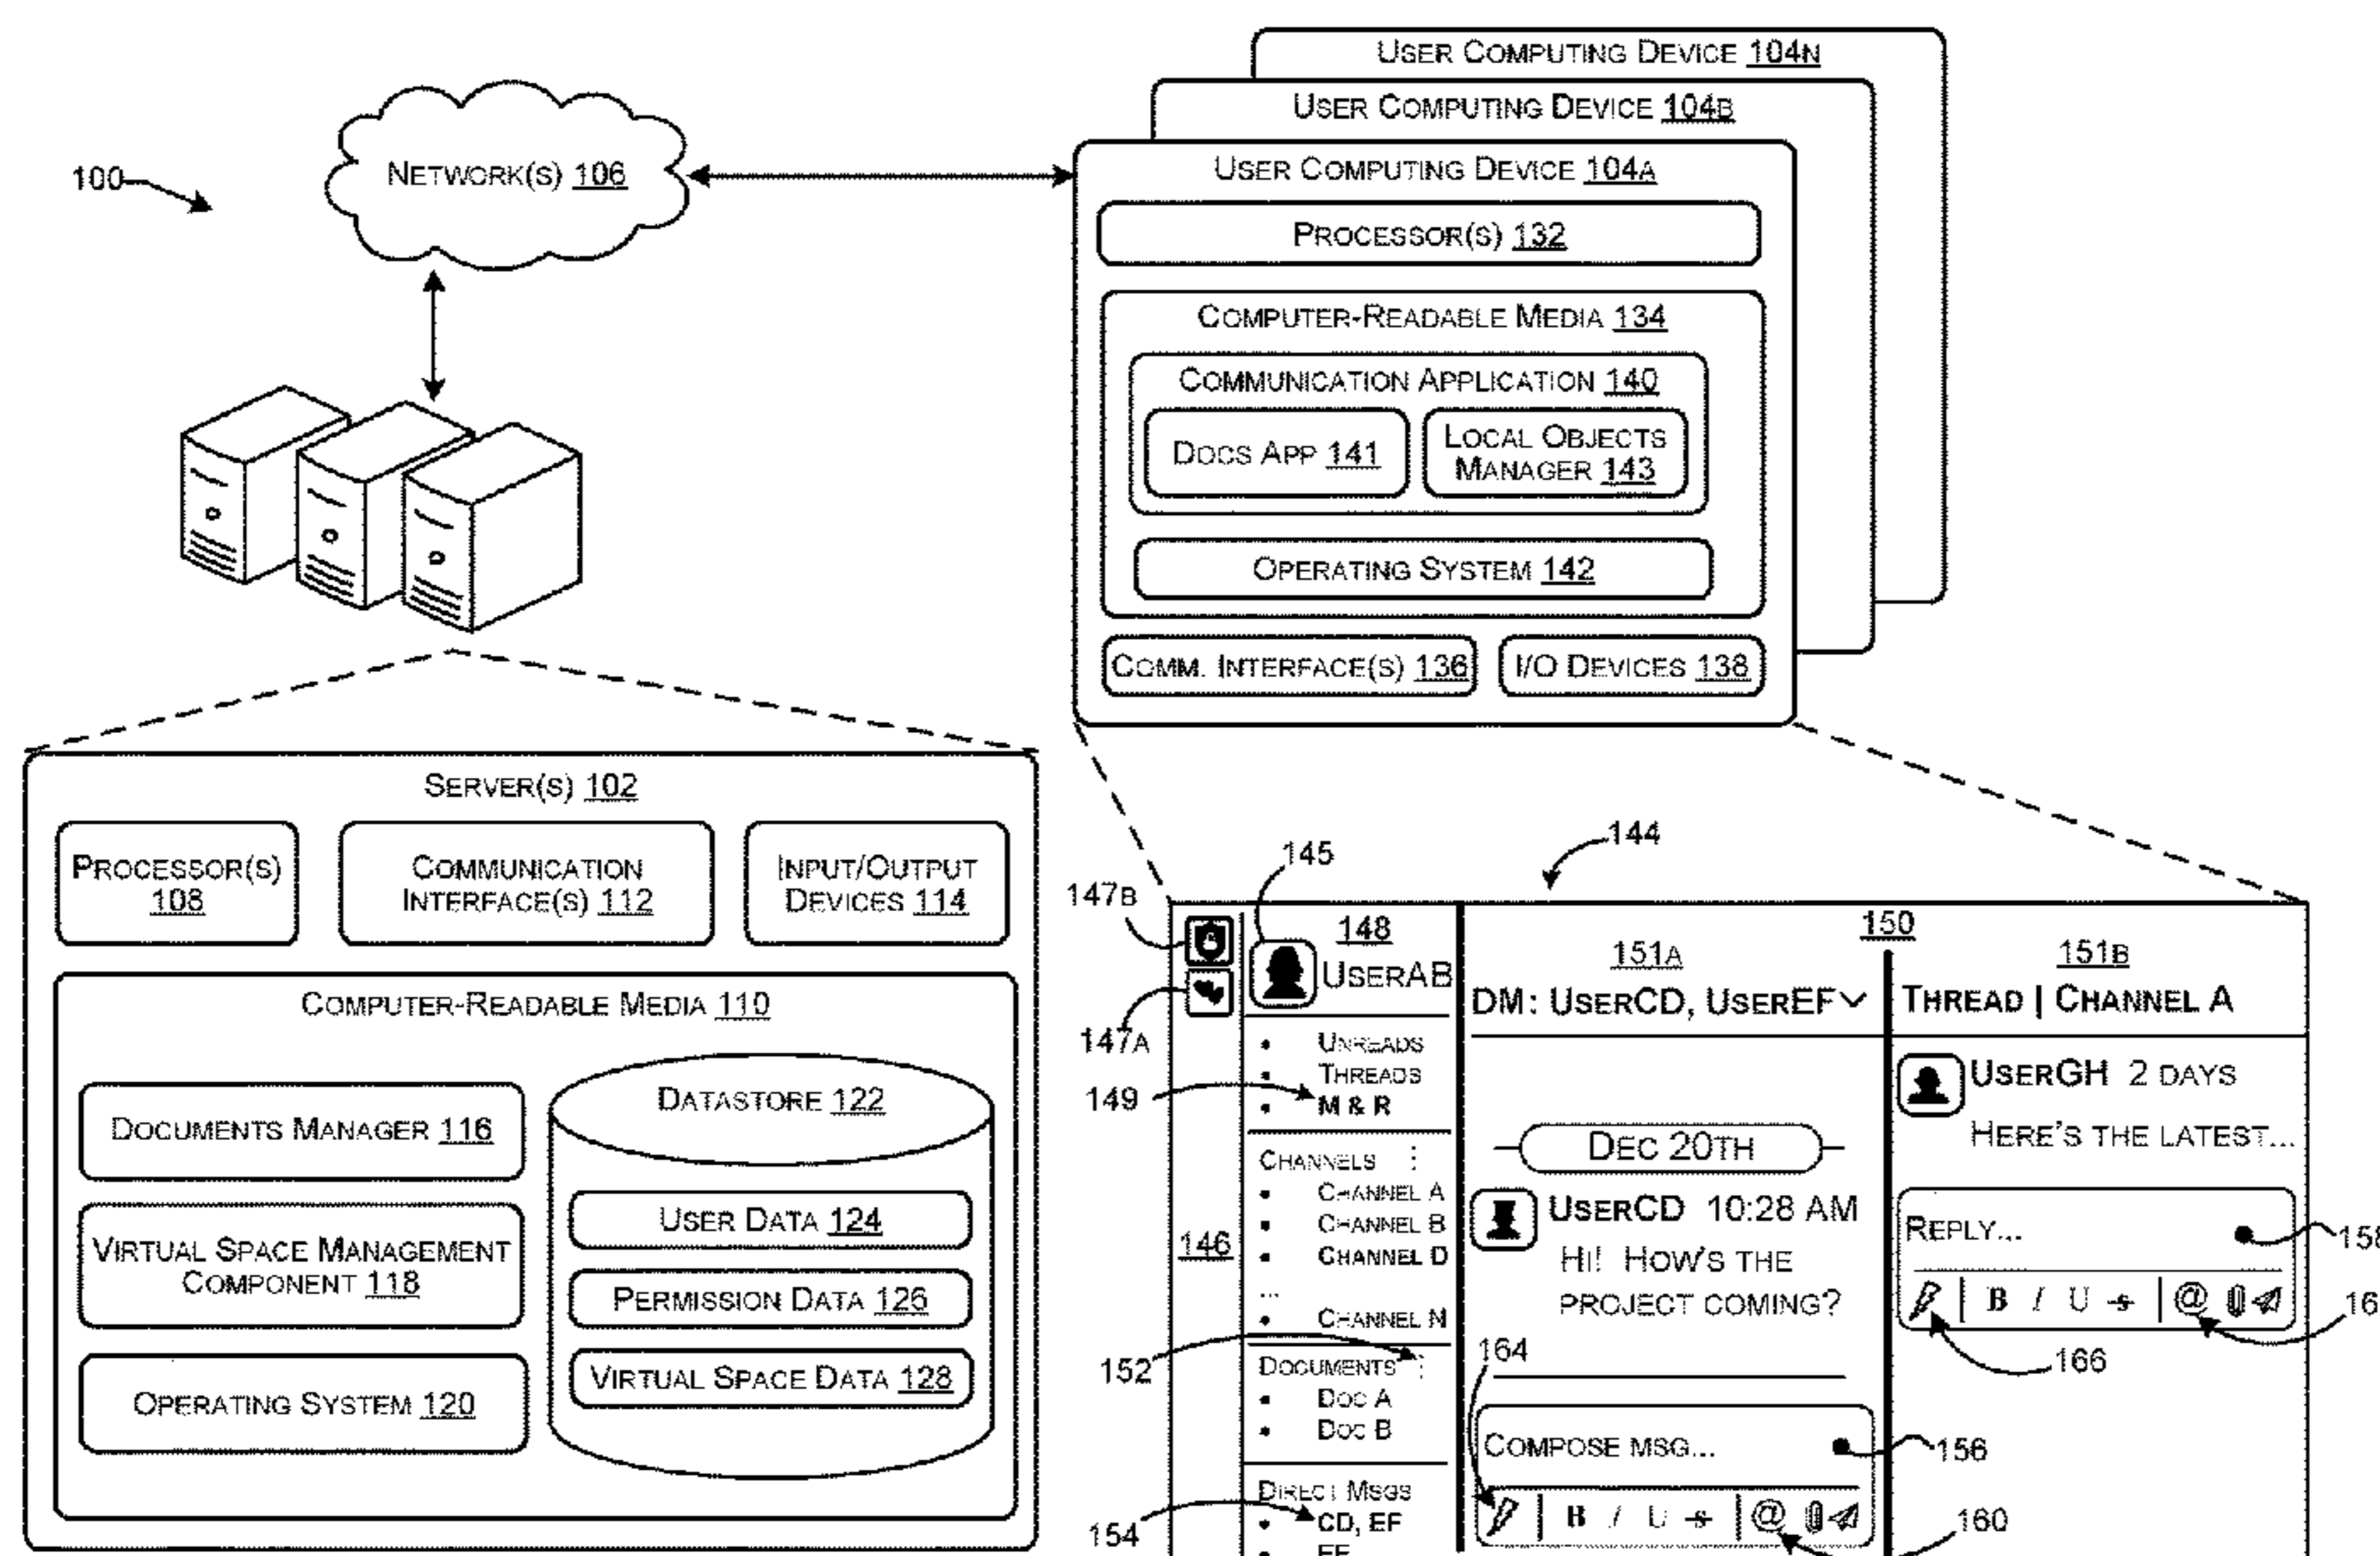 100
NETWORK(S) 106
USER COMPUTING DEVICE 104N
USER COMPUTING DEVICE 104B
USER COMPUTING DEVICE 104A
PROCESSOR(S) 132
COMPUTER-READABLE MEDIA 134
COMMUNICATION APPLICATION 140
DOCS APP 141
LOCAL OBJECTS
MANAGER 143
OPERATING SYSTEM 142
COMM. INTERFACE(S) 136
I/O DEVICES 138
SERVER(S) 102
PROCESSOR(S)
108
COMMUNICATION
INTERFACE(S) 112
INPUT/OUTPUT
DEVICES 114
COMPUTER-READABLE MEDIA 110
DOCUMENTS MANAGER 116
VIRTUAL SPACE MANAGEMENT
COMPONENT 118
OPERATING SYSTEM 120
DATASTORE 122
USER DATA 124
PERMISSION DATA 126
VIRTUAL SPACE DATA 128
144
145
147B
147A
146
148
USERAB
149
UNREADS
THREADS
M & R
CHANNELS
CHANNEL A
CHANNEL B
CHANNEL D
...
CHANNEL N
152
DOCUMENTS
DOC A
DOC B
DIRECT MSGS
154
CD, EF
EF
150
151A
DM: USERCD, USEREF
DEC 20TH
USERCD 10:28 AM
HI! HOW'S THE
PROJECT COMING?
164
COMPOSE MSG...
156
B I U S @
160
151B
THREAD | CHANNEL A
USERGH 2 DAYS
HERE'S THE LATEST...
REPLY...
158
B I U S @
166